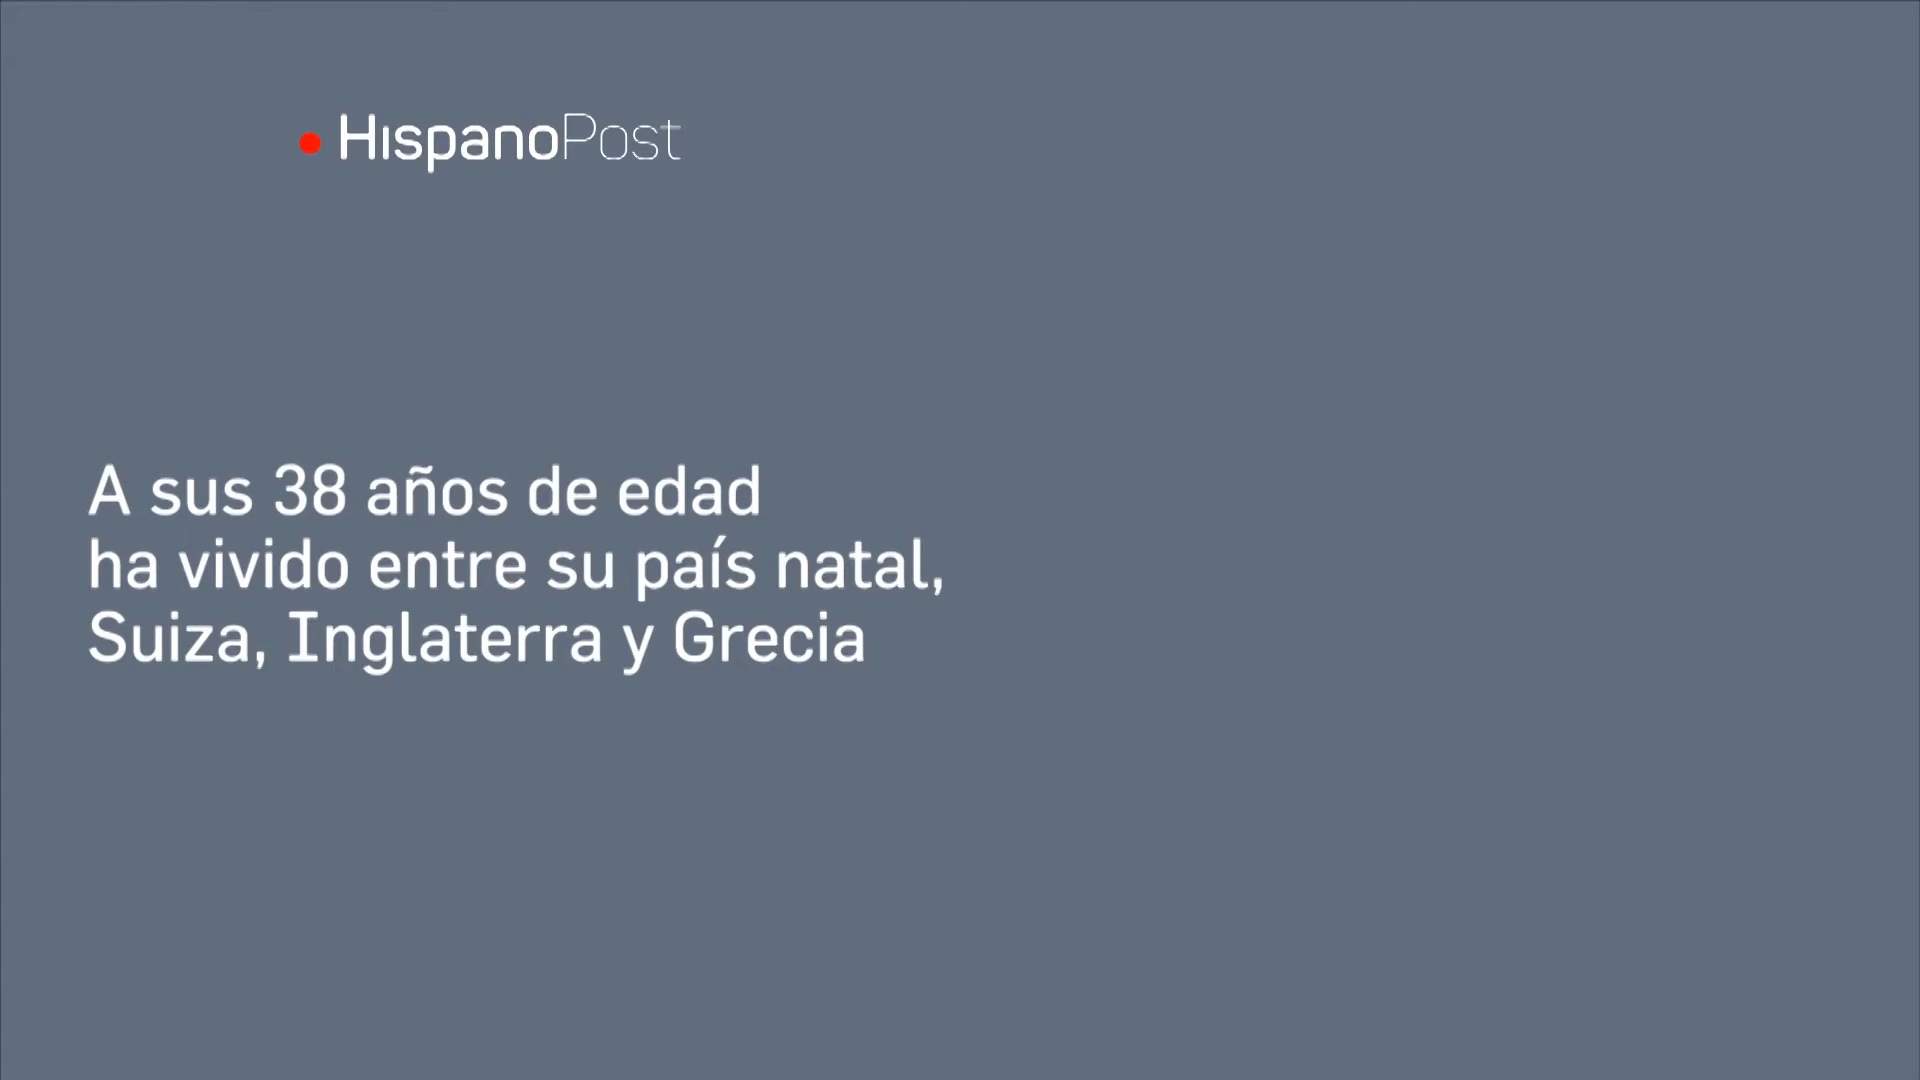 HispanoPost
A sus 38 años de edad
ha vivido entre su país natal,
Suiza, Inglaterra y Grecia